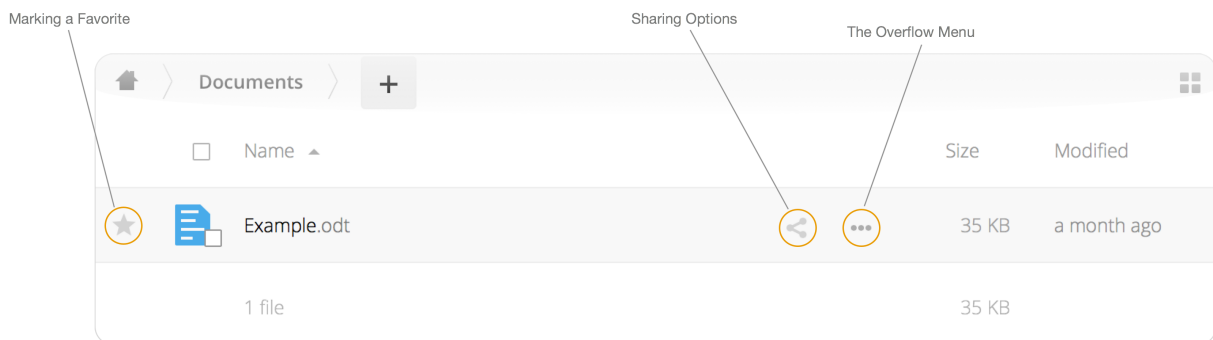 Marking a Favorite
Sharing Options
The Overflow Menu
Documents +
Name Size Modified
Example.odt 35 KB a month ago
1 file 35 KB